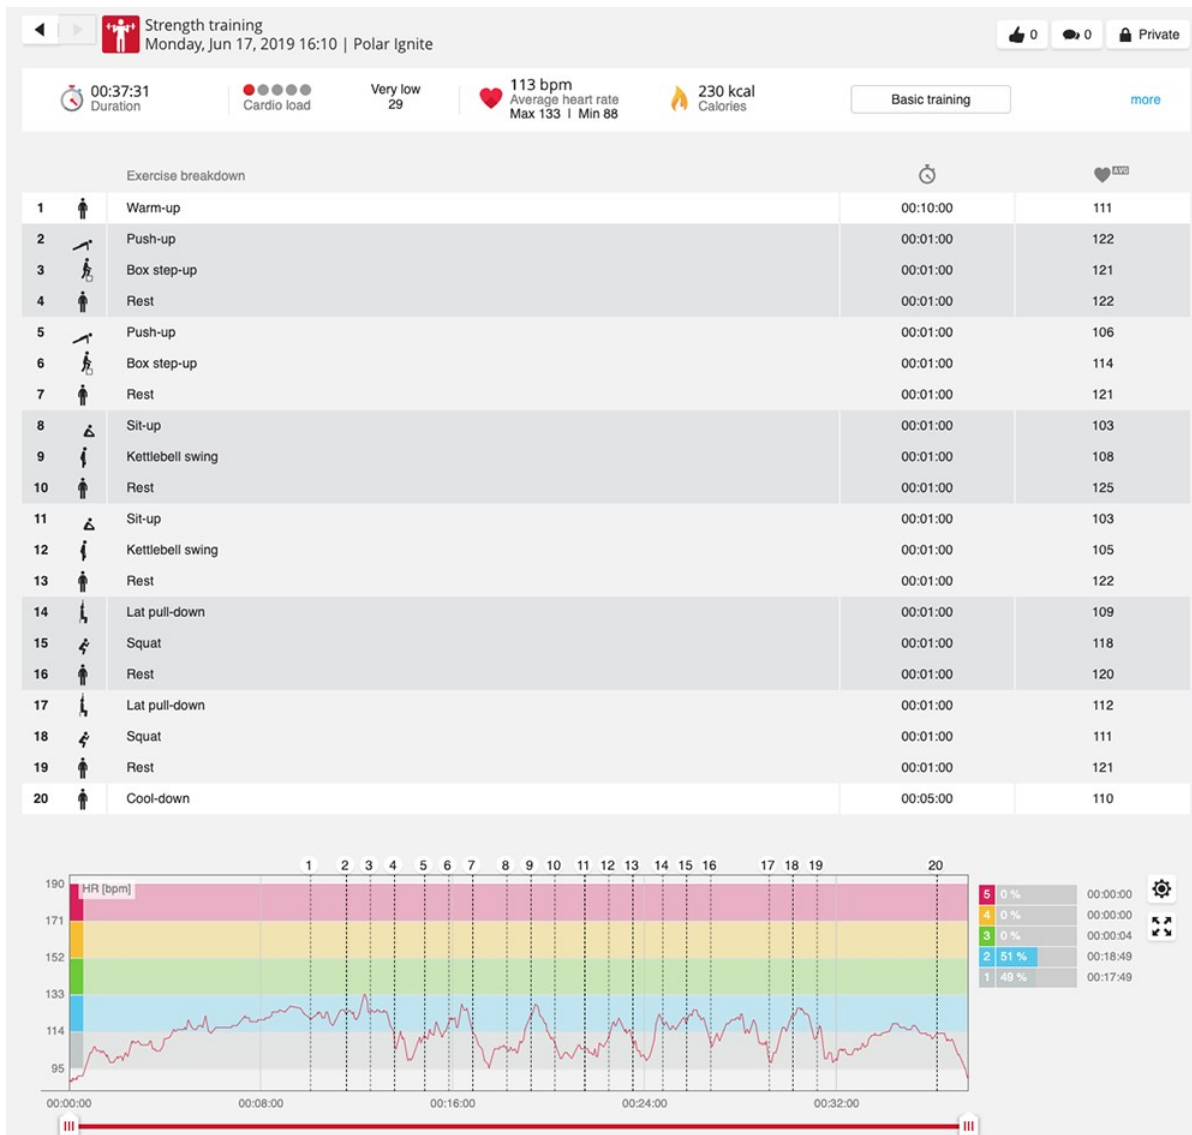 Strength training
Monday, Jun 17, 2019 16:10 | Polar Ignite
0 0 Private
00:37:31
Duration
Cardio load
Very low
29
113 bpm
Average heart rate
Max 133 | Min 88
230 kcal
Calories
Basic training
more
Exercise breakdown AVG
1 Warm-up 00:10:00 111
2 Push-up 00:01:00 122
3 Box step-up 00:01:00 121
4 Rest 00:01:00 122
5 Push-up 00:01:00 106
6 Box step-up 00:01:00 114
7 Rest 00:01:00 121
8 Sit-up 00:01:00 103
9 Kettlebell swing 00:01:00 108
10 Rest 00:01:00 125
11 Sit-up 00:01:00 103
12 Kettlebell swing 00:01:00 105
13 Rest 00:01:00 122
14 Lat pull-down 00:01:00 109
15 Squat 00:01:00 118
16 Rest 00:01:00 120
17 Lat pull-down 00:01:00 112
18 Squat 00:01:00 111
19 Rest 00:01:00 121
20 Cool-down 00:05:00 110
1 2 3 4 5 6 7 8 9 10 11 12 13 14 15 16 17 18 19 20
HR [bpm]
190
171
152
133
114
95
00:00:00 00:08:00 00:16:00 00:24:00 00:32:00
5 0 % 00:00:00
4 0 % 00:00:00
3 0 % 00:00:04
2 51 % 00:18:49
1 49 % 00:17:49